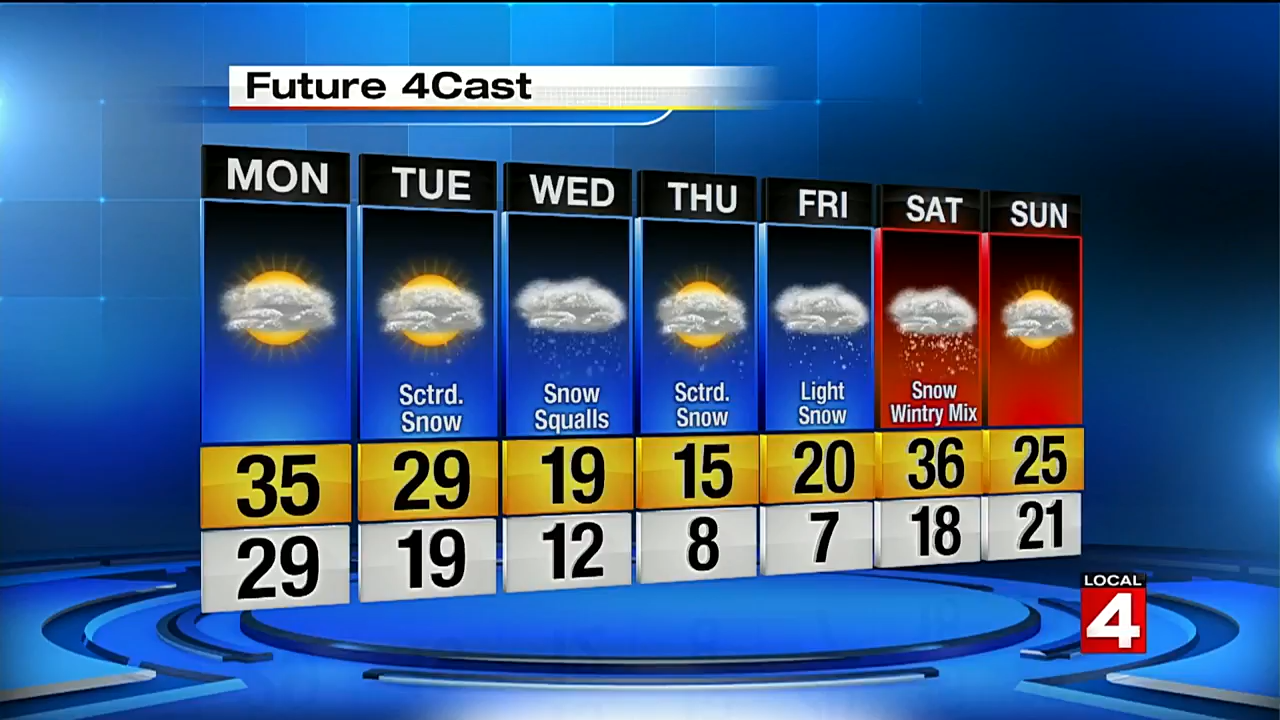 Future 4Cast
MON TUE WED THU FRI SAT SUN
Sctrd. Snow Sctrd. Light Snow
Snow Squalls Snow Snow Wintry Mix
35 29 19 15 20 36 25
29 19 12 8 7 18 21
LOCAL
4